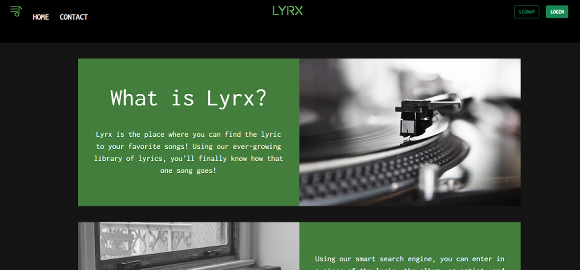 HOME CONTACT LYRX SIGNUP LOGIN
What is Lyrx?
Lyrx is the place where you can find the lyric
to your favorite songs! Using our ever-growing
library of lyrics, you'll finally know how that
one song goes!
Using our smart search engine, you can enter in